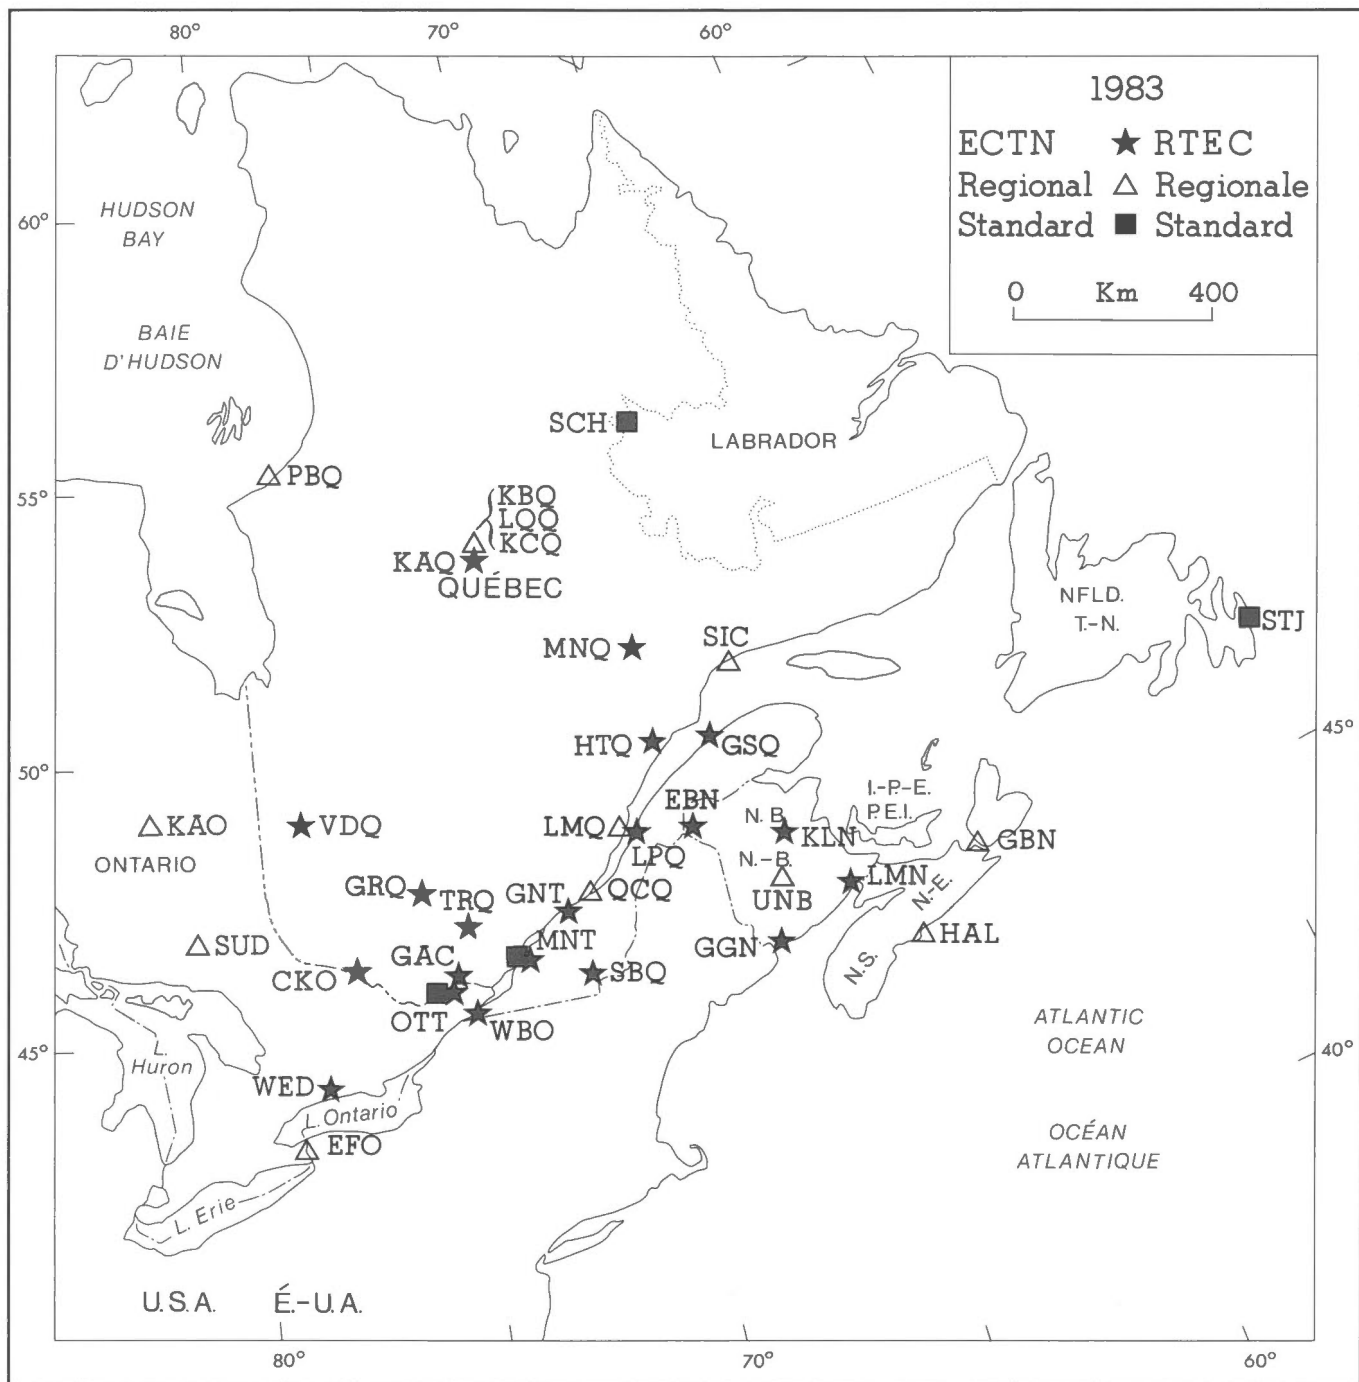 80° 70° 60°
1983
ECTN ★ RTEC
Regional △ Regionale
Standard ■ Standard
0 Km 400
60°
HUDSON
BAY
BAIE
D'HUDSON
SCH
LABRADOR
PBQ
55°
KBQ
LQQ
KCQ
KAQ
QUÉBEC
NFLD.
T.-N.
STJ
MNQ
SIC
HTQ
GSQ
45°
50°
I.-P.-E.
P.E.I.
EBN
N.B.
KAO
VDQ
LMQ
KLN
GBN
LPQ
N.-B.
ONTARIO
GRQ
TRQ
GNT
QCQ
UNB
LMN
N.-E.
SUD
MNT
GGN
HAL
GAC
CKO
SBQ
N.S.
OTT
WBO
ATLANTIC
OCEAN
45°
40°
L.
Huron
WED
L. Ontario
EFO
OCÉAN
ATLANTIQUE
L. Erie
U.S.A. É.-U.A.
80° 70° 60°